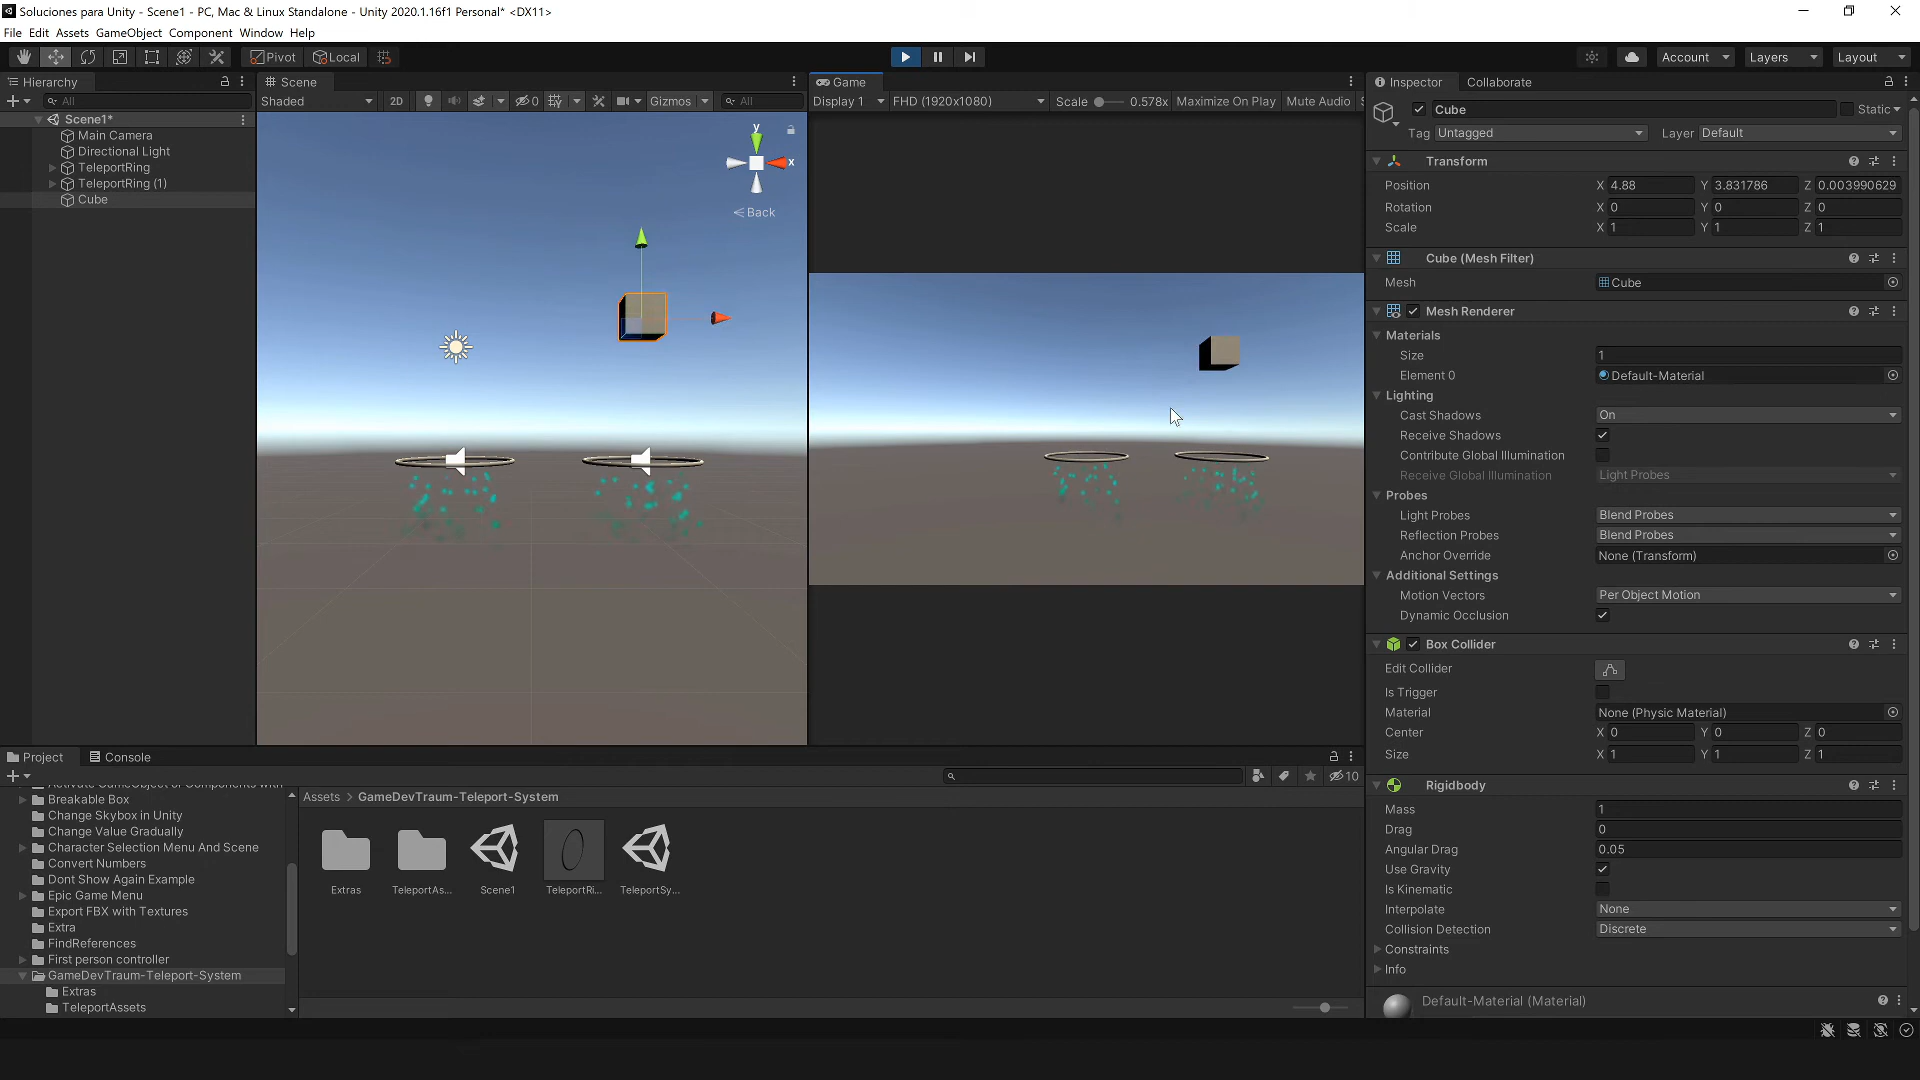 Soluciones para Unity - Scene1 - PC, Mac & Linux Standalone - Unity 2020.1.16f1 Personal* <DX11>
File Edit Assets GameObject Component Window Help
Pivot Local Account Layers Layout
Hierarchy
All
Scene1*
Main Camera
Directional Light
TeleportRing
TeleportRing (1)
Cube
Scene
Shaded 2D 0 Gizmos All
y
x
Back
Game
Display 1 FHD (1920x1080) Scale 0.578x Maximize On Play Mute Audio
Inspector Collaborate
Cube Static
Tag Untagged Layer Default
Transform
Position X 4.88 Y 3.831786 Z 0.003990629
Rotation X 0 Y 0 Z 0
Scale X 1 Y 1 Z 1
Cube (Mesh Filter)
Mesh Cube
Mesh Renderer
Materials
Size 1
Element 0 Default-Material
Lighting
Cast Shadows On
Receive Shadows
Contribute Global Illumination
Receive Global Illumination Light Probes
Probes
Light Probes Blend Probes
Reflection Probes Blend Probes
Anchor Override None (Transform)
Additional Settings
Motion Vectors Per Object Motion
Dynamic Occlusion
Box Collider
Edit Collider
Is Trigger
Material None (Physic Material)
Center X 0 Y 0 Z 0
Size X 1 Y 1 Z 1
Rigidbody
Mass 1
Drag 0
Angular Drag 0.05
Use Gravity
Is Kinematic
Interpolate None
Collision Detection Discrete
Constraints
Info
Default-Material (Material)
Project Console
10
Activate GameObject or Components with
Breakable Box
Change Skybox in Unity
Change Value Gradually
Character Selection Menu And Scene
Convert Numbers
Dont Show Again Example
Epic Game Menu
Export FBX with Textures
Extra
FindReferences
First person controller
GameDevTraum-Teleport-System
Extras
TeleportAssets
Assets > GameDevTraum-Teleport-System
Extras TeleportAs... Scene1 TeleportRi... TeleportSy...